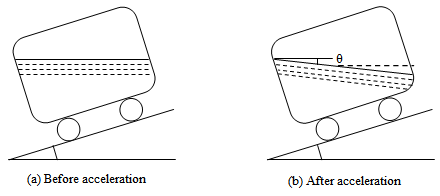 θ
(a) Before acceleration
(b) After acceleration